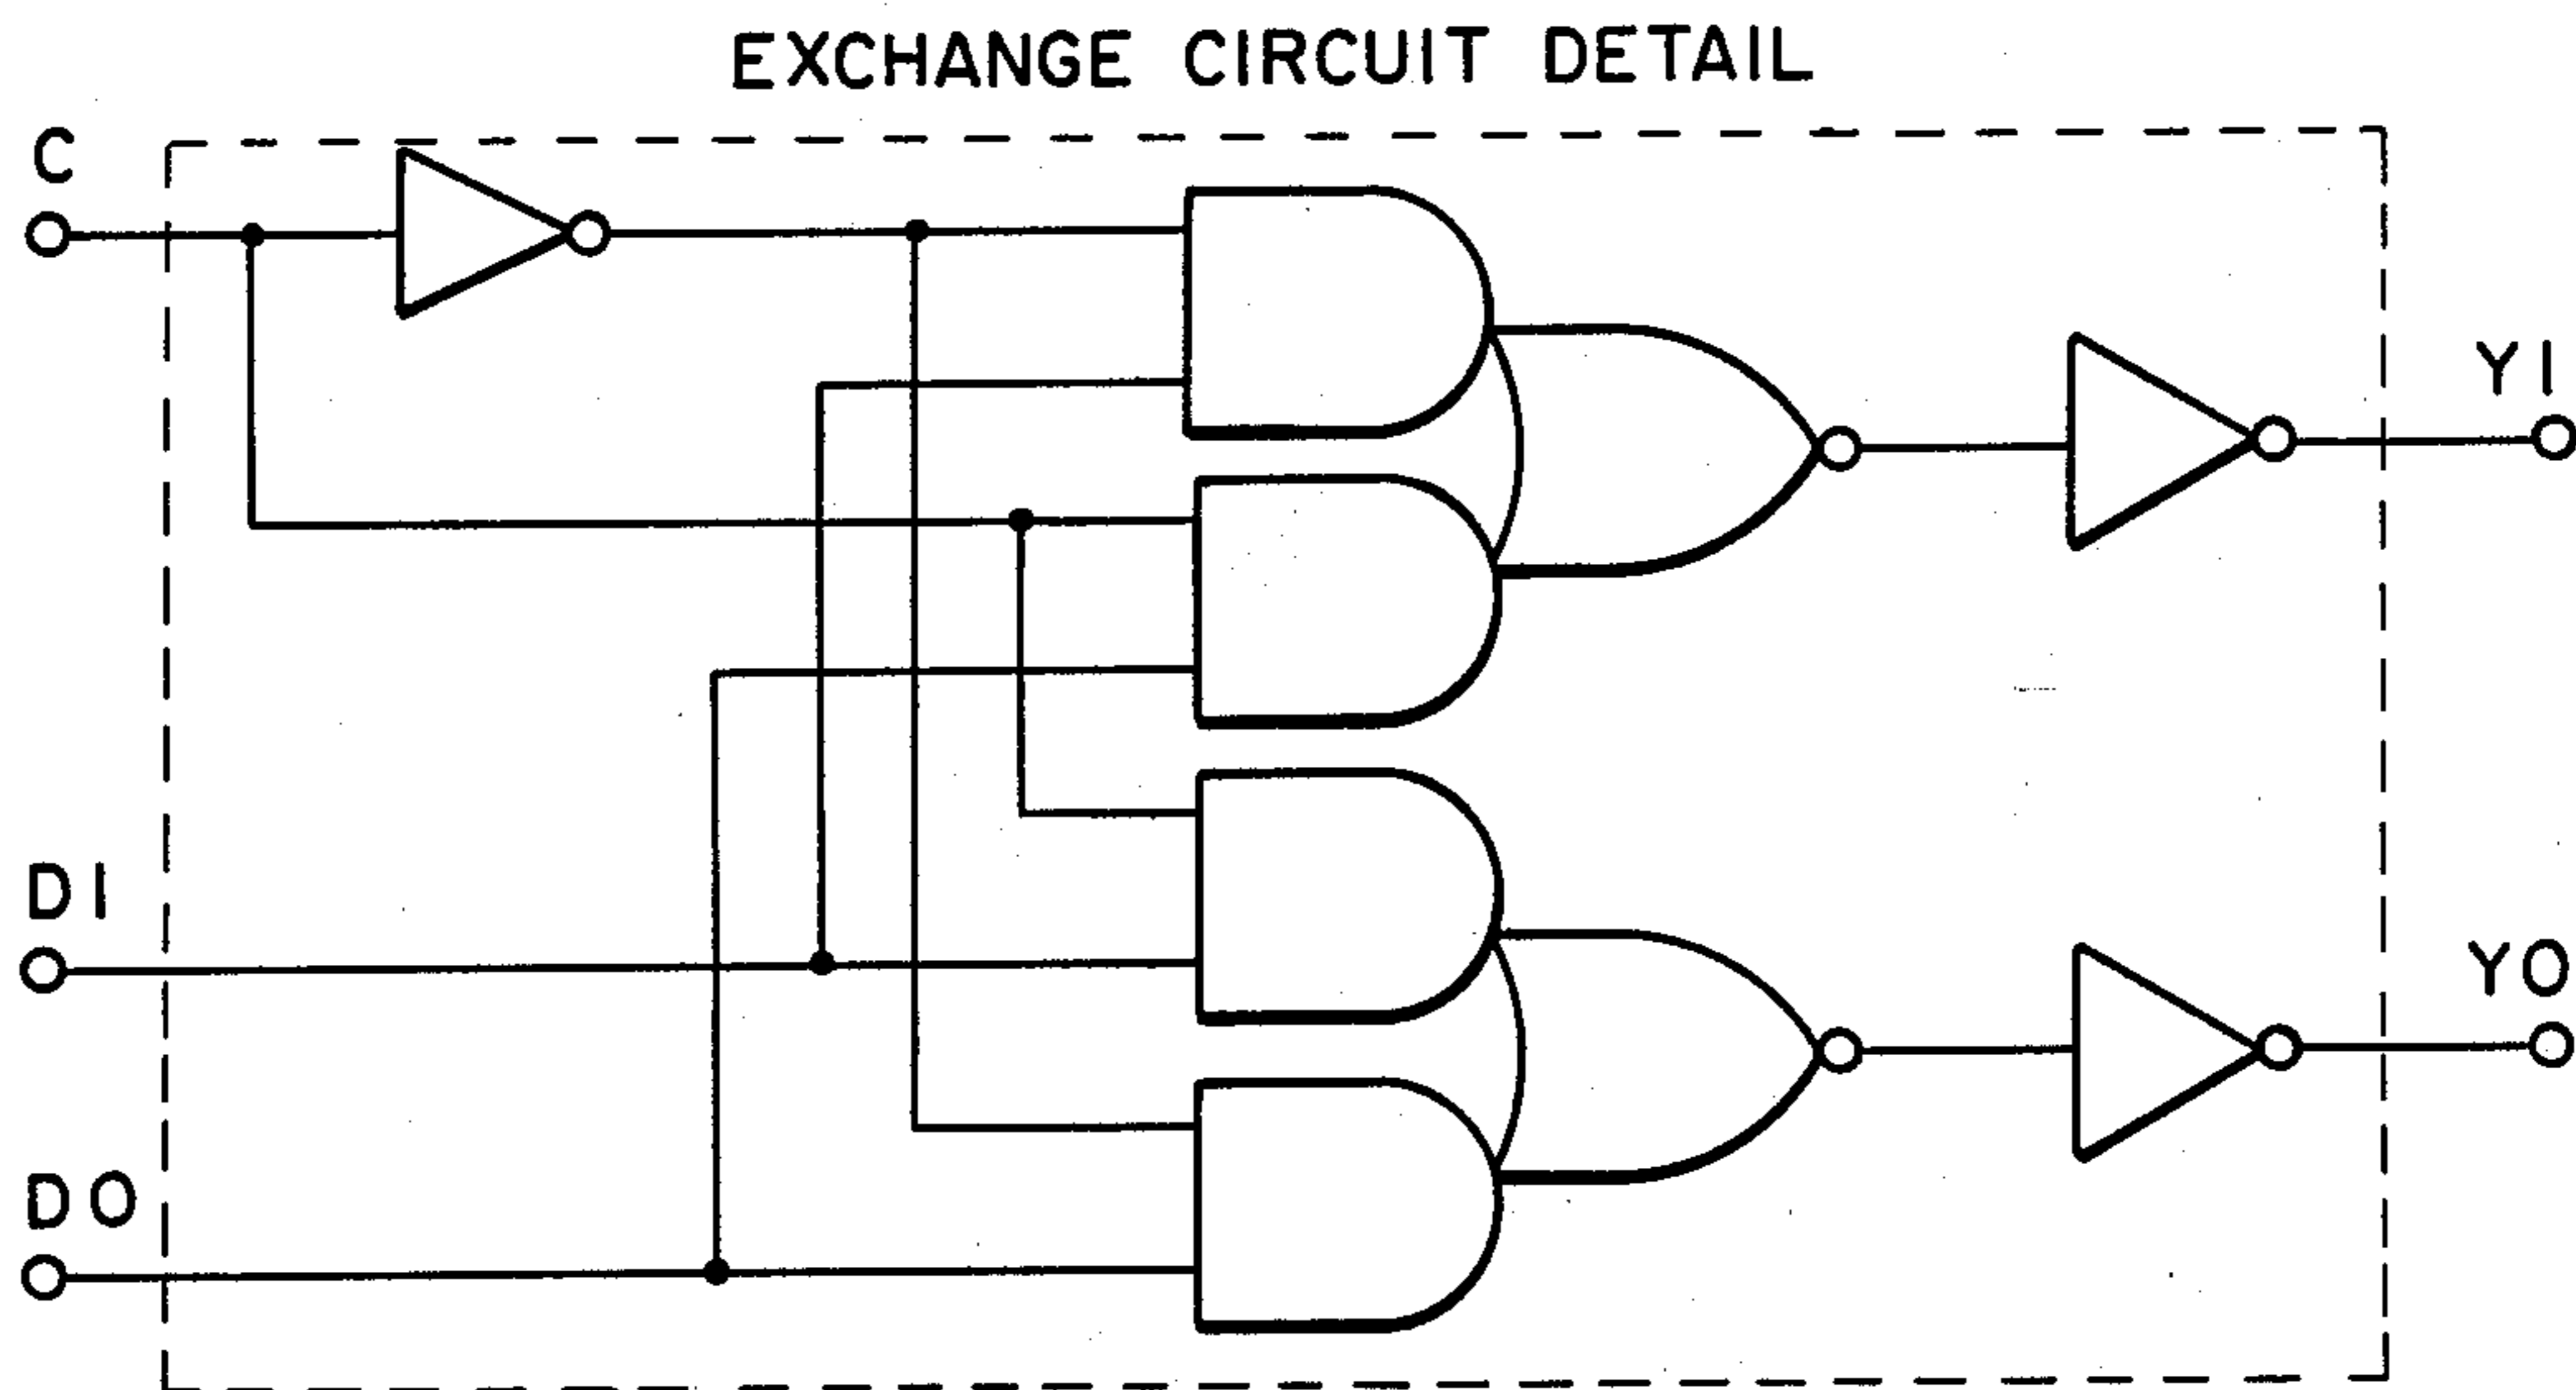 EXCHANGE CIRCUIT DETAIL
C
Y1
D1
Y0
D0